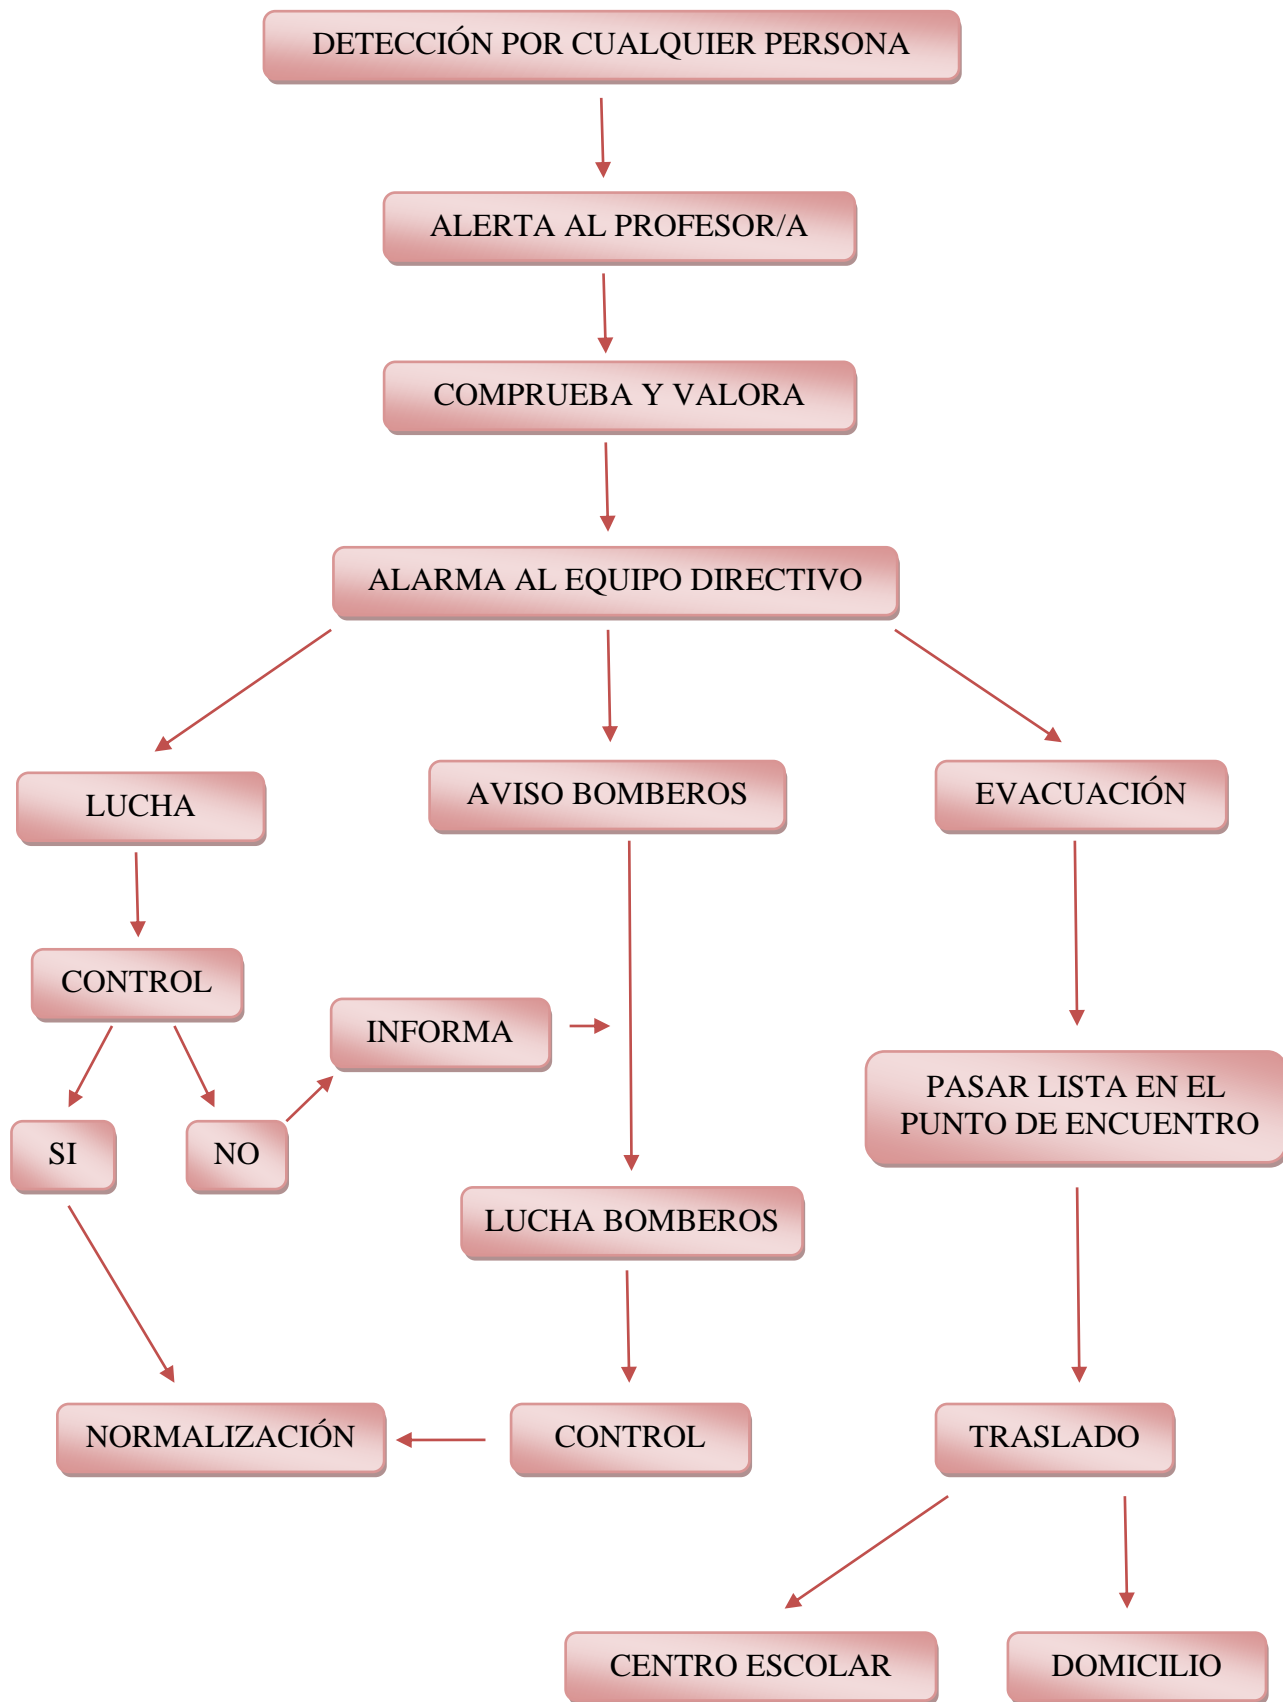 DETECCIÓN POR CUALQUIER PERSONA
ALERTA AL PROFESOR/A
COMPRUEBA Y VALORA
ALARMA AL EQUIPO DIRECTIVO
LUCHA
AVISO BOMBEROS
EVACUACIÓN
CONTROL
INFORMA
PASAR LISTA EN EL
PUNTO DE ENCUENTRO
SI
NO
LUCHA BOMBEROS
NORMALIZACIÓN
CONTROL
TRASLADO
CENTRO ESCOLAR
DOMICILIO